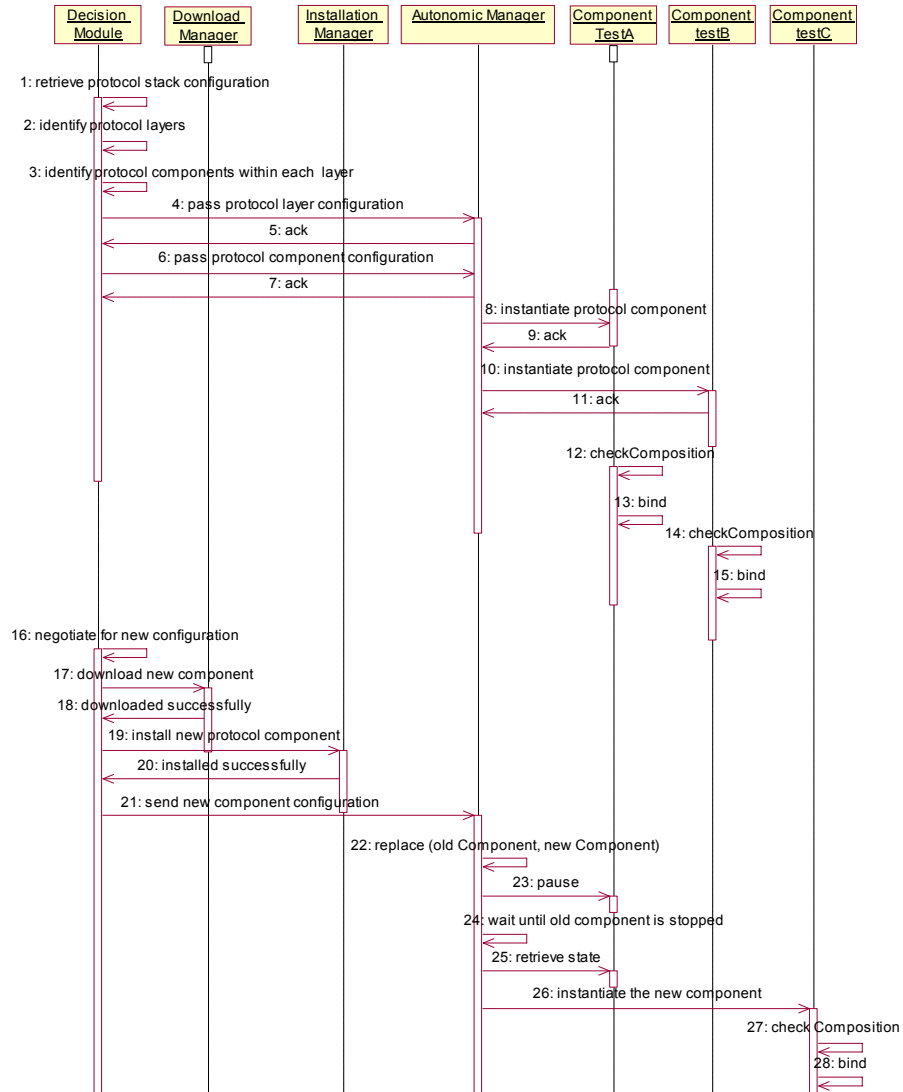 Decision
Module
Download
Manager
Installation
Manager
Autonomic Manager
Component
TestA
Component
testB
Component
testC
1: retrieve protocol stack configuration
2: identify protocol layers
3: identify protocol components within each layer
4: pass protocol layer configuration
5: ack
6: pass protocol component configuration
7: ack
8: instantiate protocol component
9: ack
10: instantiate protocol component
11: ack
12: checkComposition
13: bind
14: checkComposition
15: bind
16: negotiate for new configuration
17: download new component
18: downloaded successfully
19: install new protocol component
20: installed successfully
21: send new component configuration
22: replace (old Component, new Component)
23: pause
24: wait until old component is stopped
25: retrieve state
26: instantiate the new component
27: check Composition
28: bind